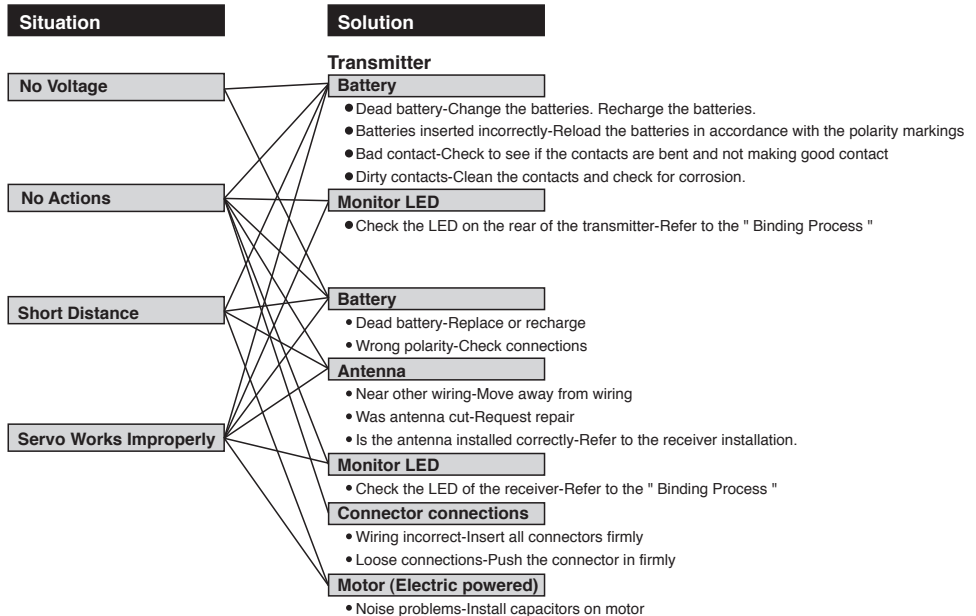 Situation
Solution
Transmitter
No Voltage
Battery
● Dead battery-Change the batteries. Recharge the batteries.
● Batteries inserted incorrectly-Reload the batteries in accordance with the polarity markings
● Bad contact-Check to see if the contacts are bent and not making good contact
● Dirty contacts-Clean the contacts and check for corrosion.
No Actions
Monitor LED
● Check the LED on the rear of the transmitter-Refer to the " Binding Process "
Short Distance
Battery
• Dead battery-Replace or recharge
• Wrong polarity-Check connections
Antenna
• Near other wiring-Move away from wiring
• Was antenna cut-Request repair
• Is the antenna installed correctly-Refer to the receiver installation.
Servo Works Improperly
Monitor LED
• Check the LED of the receiver-Refer to the " Binding Process "
Connector connections
• Wiring incorrect-Insert all connectors firmly
• Loose connections-Push the connector in firmly
Motor (Electric powered)
• Noise problems-Install capacitors on motor